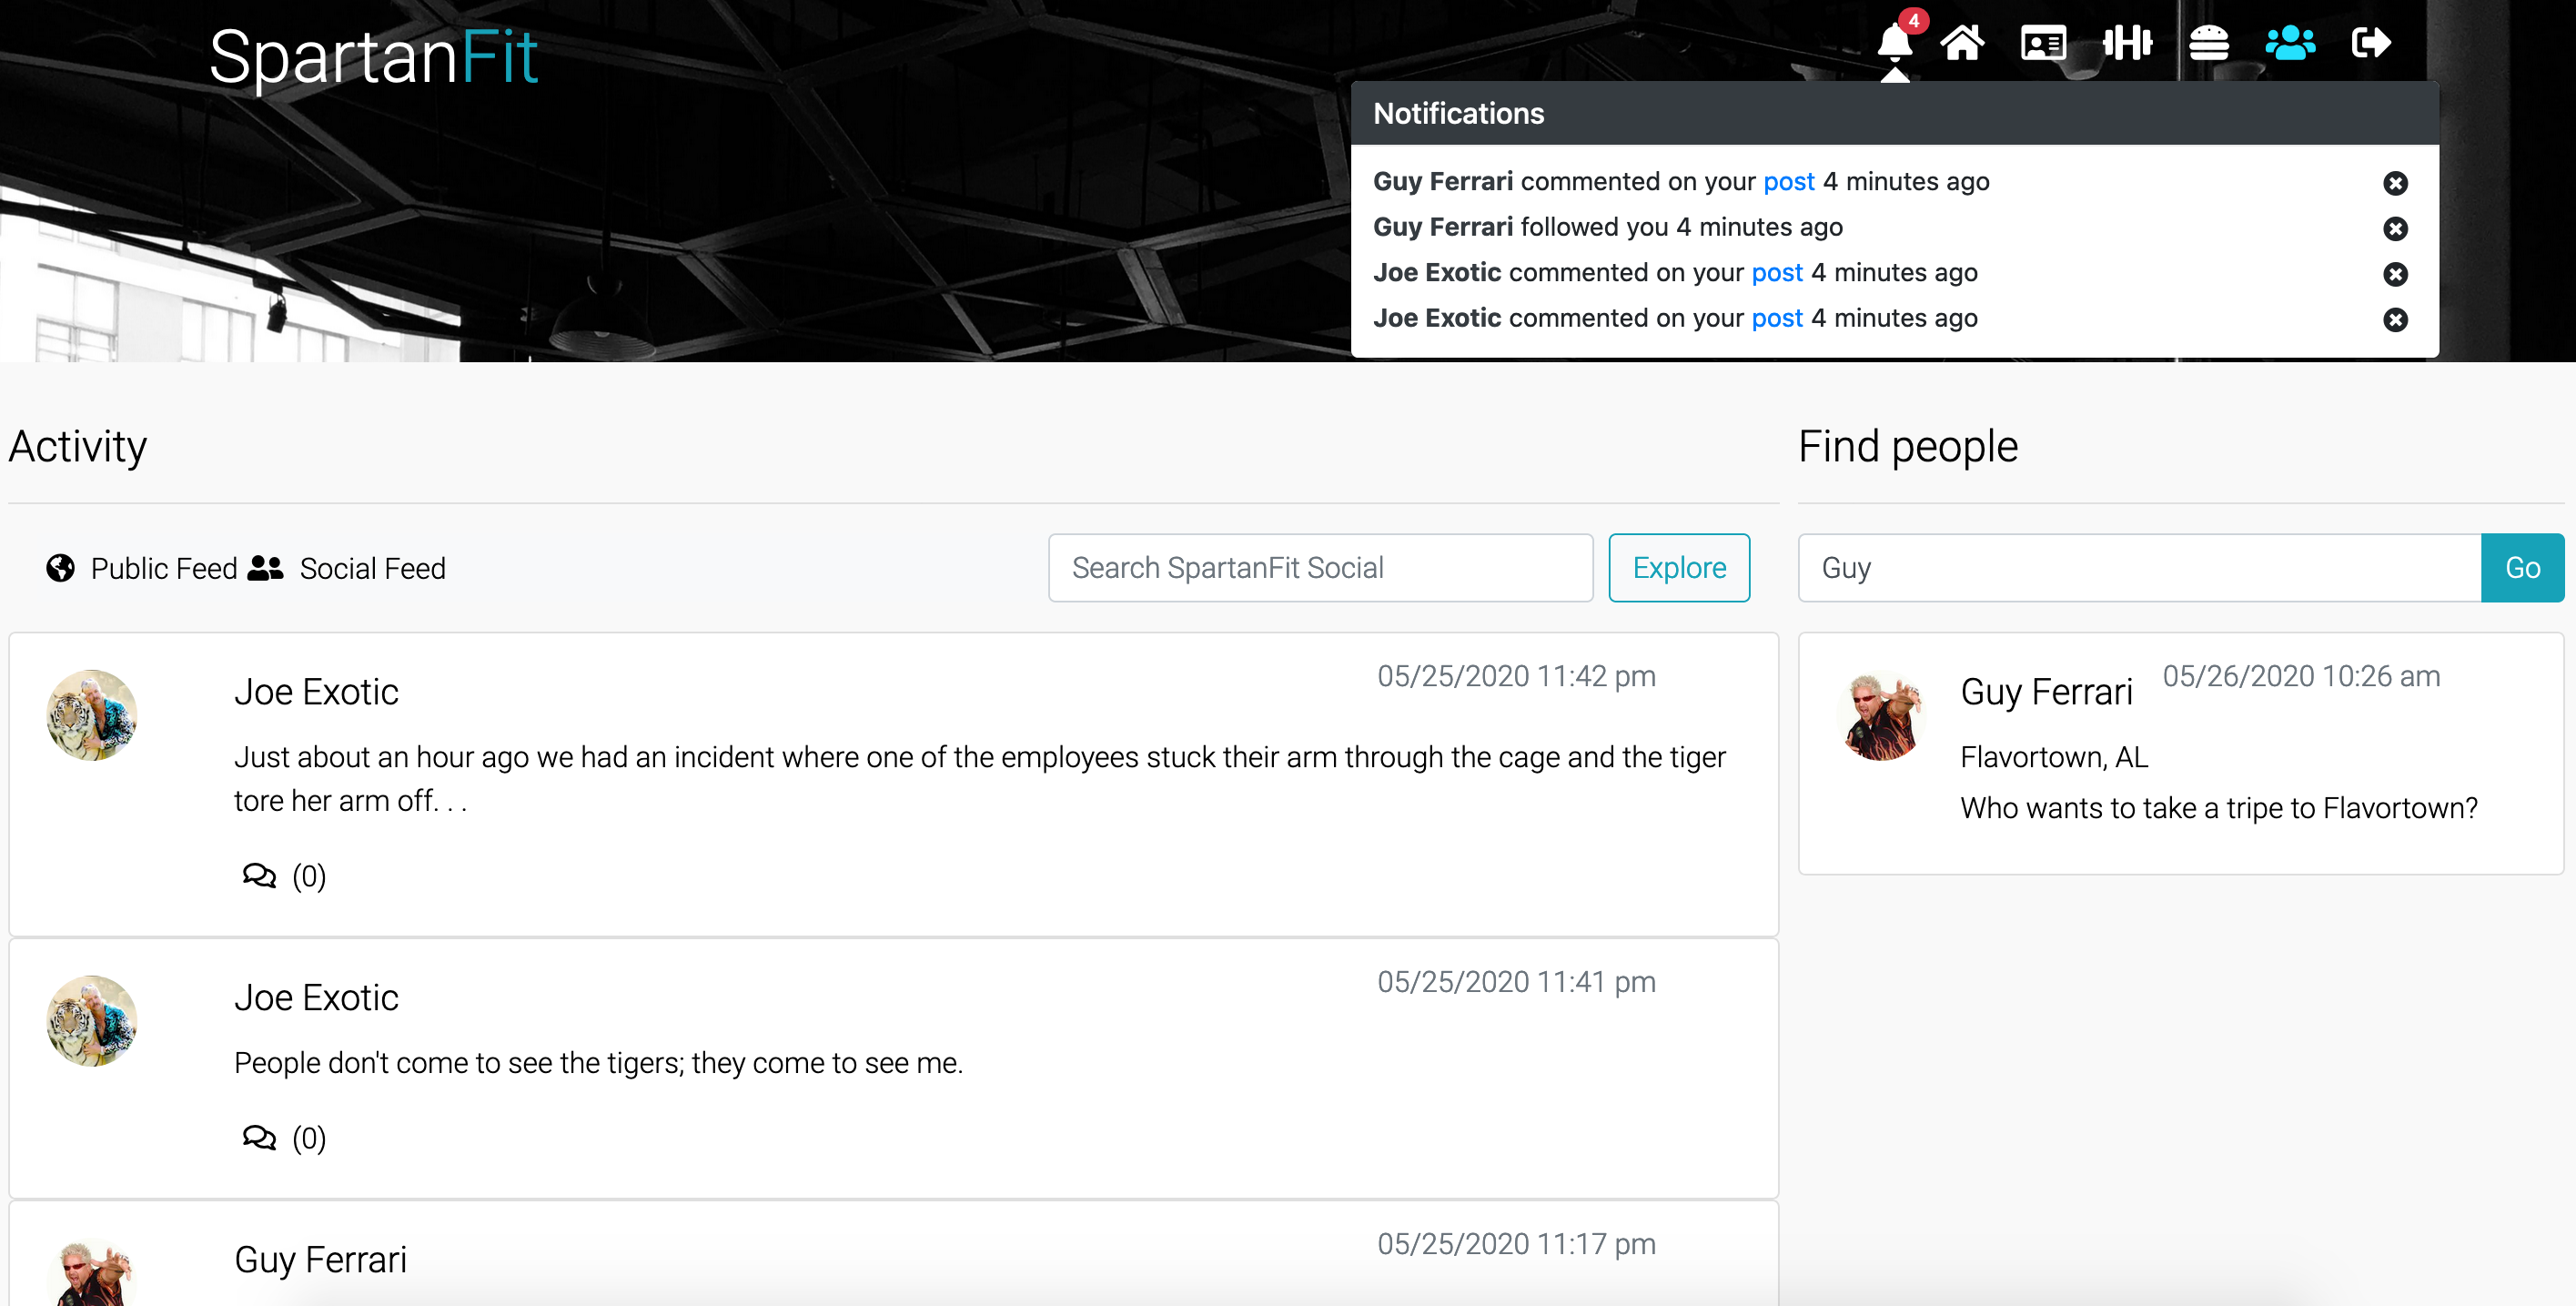 SpartanFit
4
Notifications
Guy Ferrari commented on your post 4 minutes ago
Guy Ferrari followed you 4 minutes ago
Joe Exotic commented on your post 4 minutes ago
Joe Exotic commented on your post 4 minutes ago
Activity
Public Feed Social Feed
Search SpartanFit Social
Explore
Joe Exotic
05/25/2020 11:42 pm
Just about an hour ago we had an incident where one of the employees stuck their arm through the cage and the tiger
tore her arm off. . .
(0)
Joe Exotic
05/25/2020 11:41 pm
People don't come to see the tigers; they come to see me.
(0)
Guy Ferrari
05/25/2020 11:17 pm
Find people
Guy
Go
Guy Ferrari
05/26/2020 10:26 am
Flavortown, AL
Who wants to take a tripe to Flavortown?